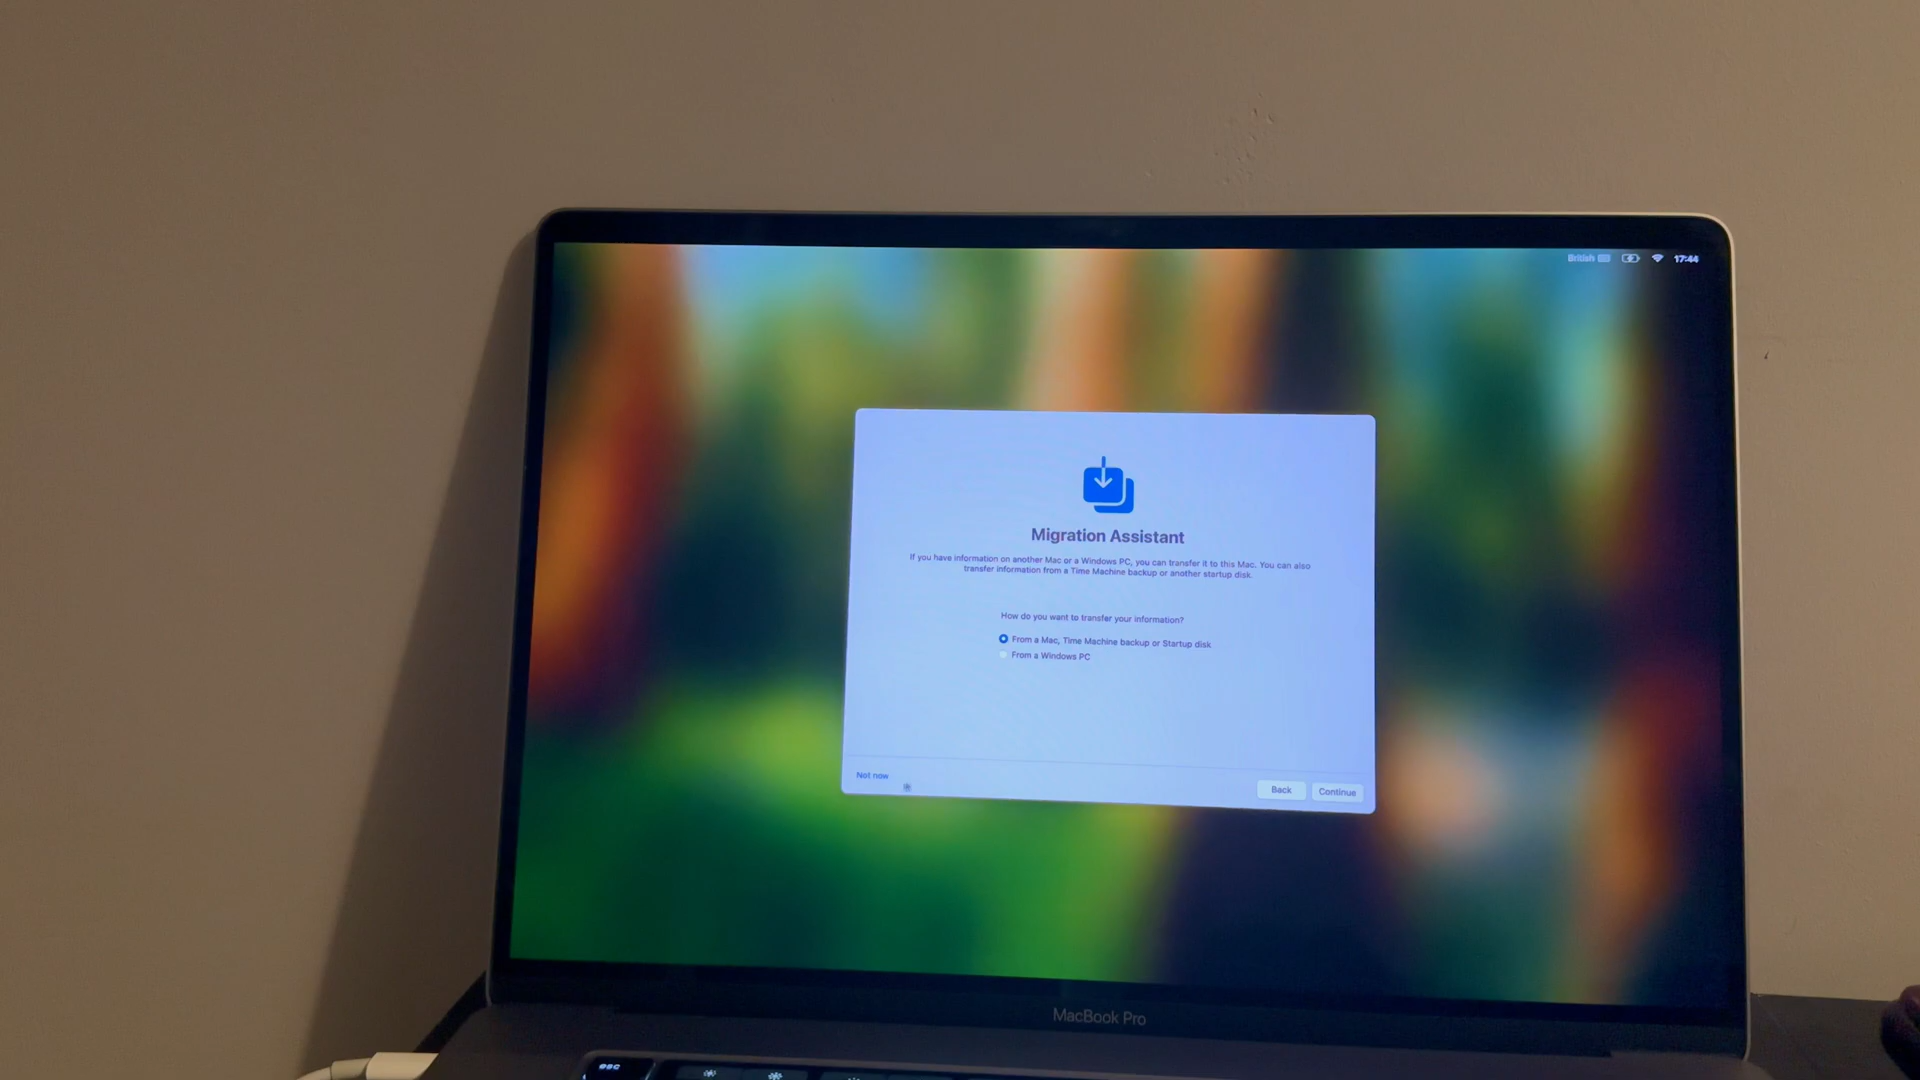 British 17:44
Migration Assistant
If you have information on another Mac or a Windows PC, you can transfer it to this Mac. You can also
transfer information from a Time Machine backup or another startup disk.
How do you want to transfer your information?
From a Mac, Time Machine backup or Startup disk
From a Windows PC
Not now
Back Continue
MacBook Pro
esc